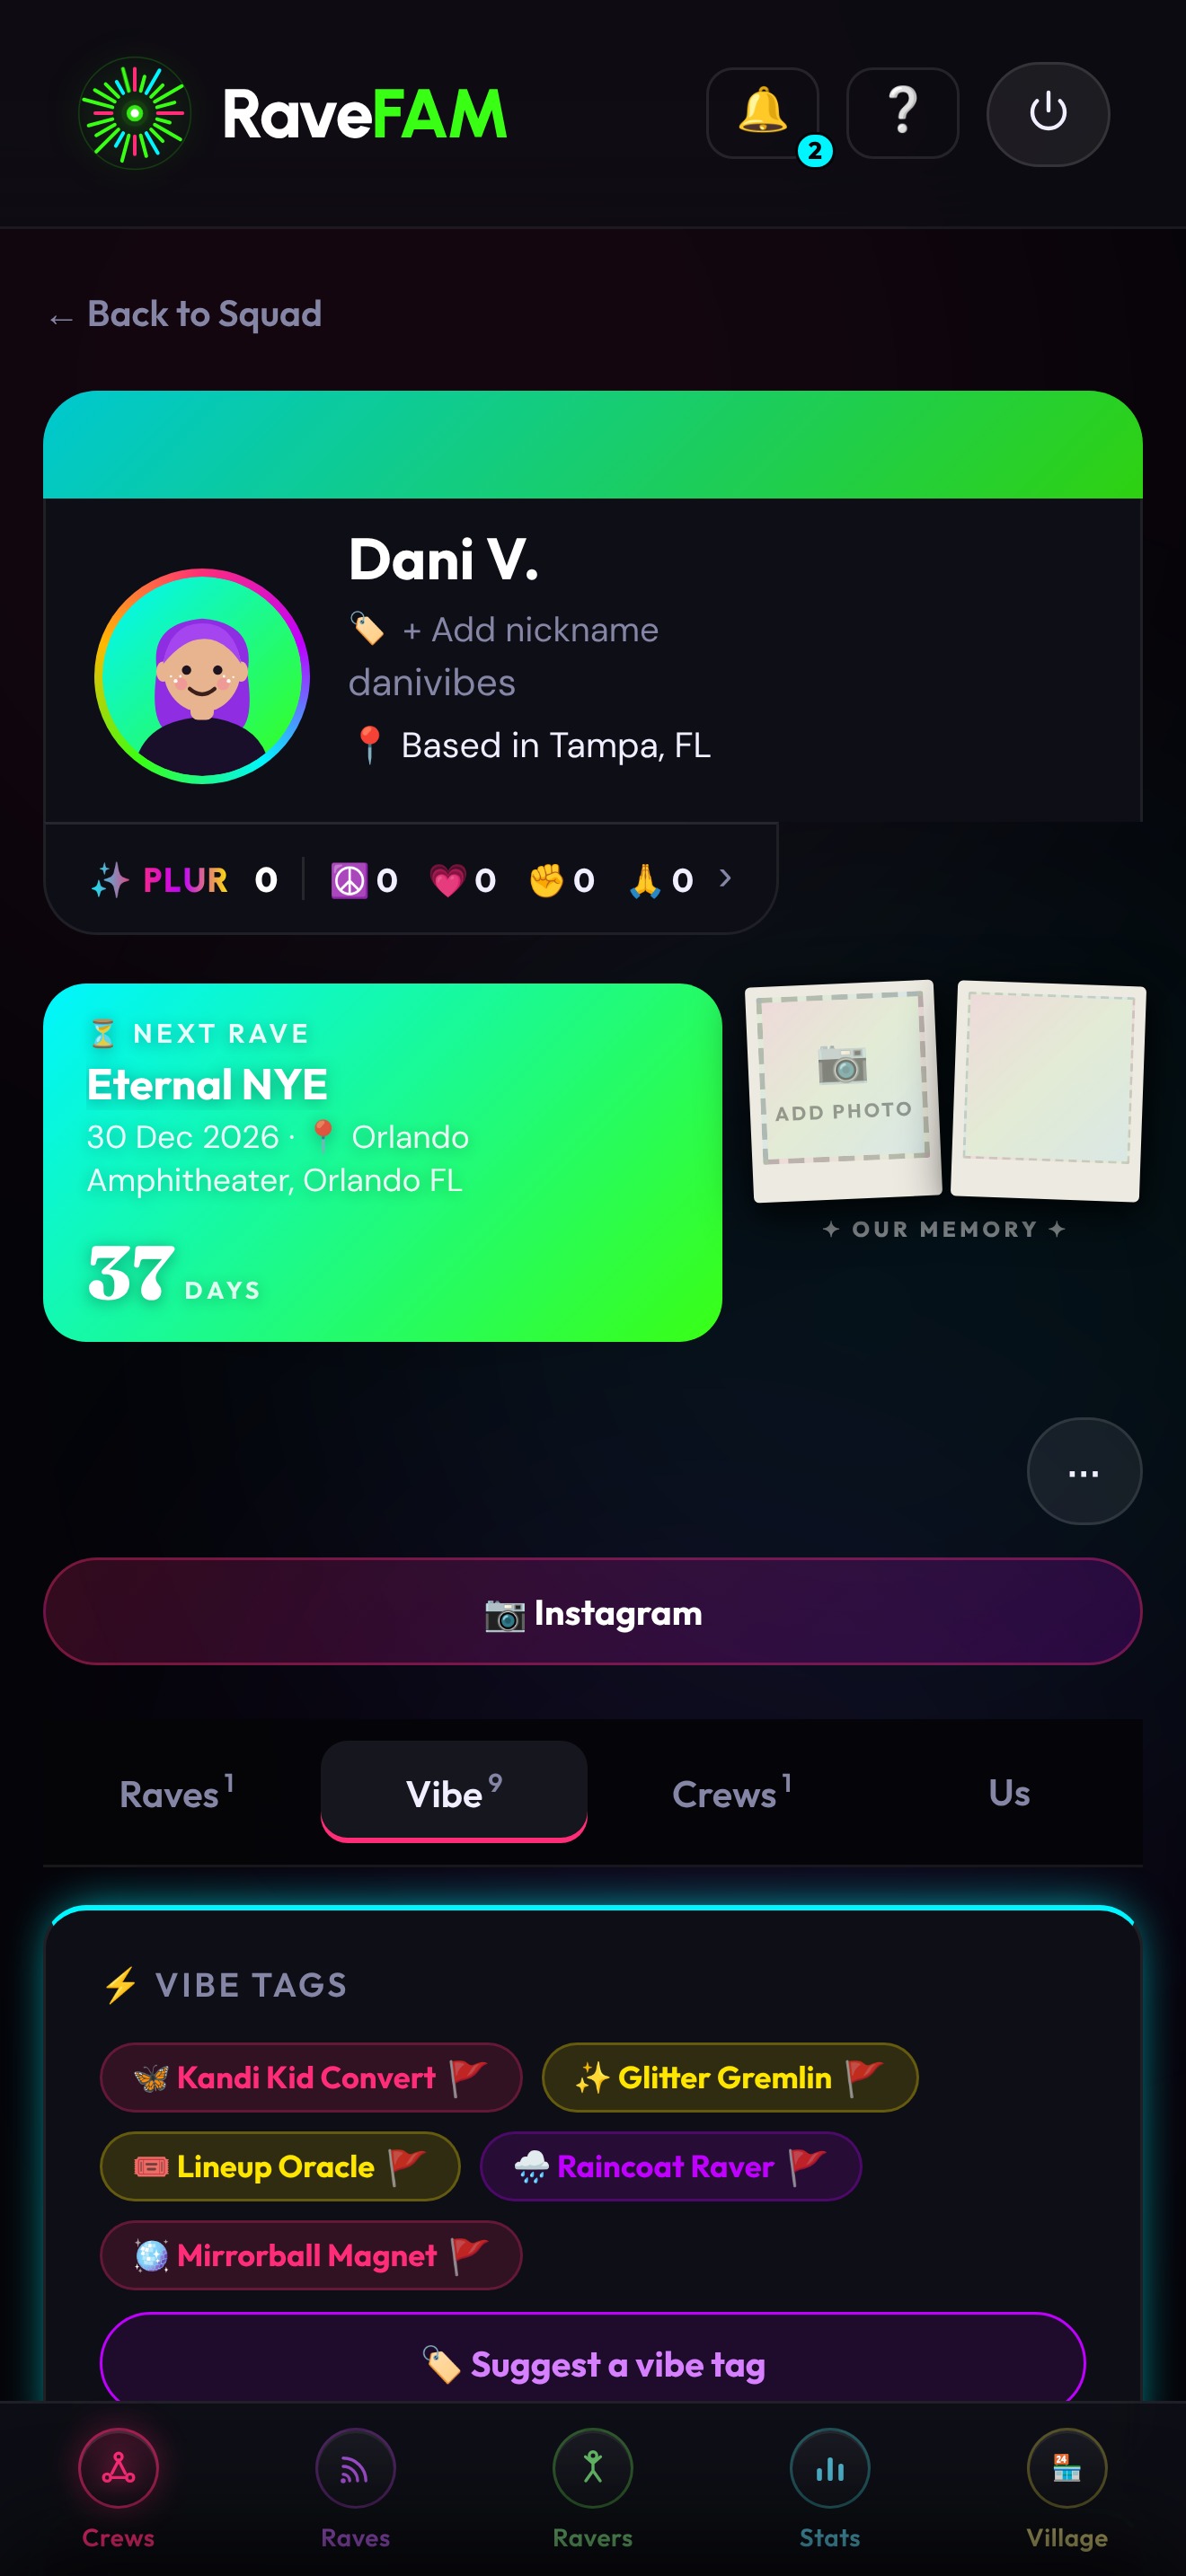 RaveFAM
2
← Back to Squad
Dani V.
+ Add nickname
danivibes
Based in Tampa, FL
PLUR 0 0 0 0 0 ›
NEXT RAVE
Eternal NYE
30 Dec 2026 · Orlando
Amphitheater, Orlando FL
37 DAYS
ADD PHOTO
✦ OUR MEMORY ✦
...
Instagram
Raves 1 Vibe 9 Crews 1 Us
VIBE TAGS
Kandi Kid Convert Glitter Gremlin
Lineup Oracle Raincoat Raver
Mirrorball Magnet
Suggest a vibe tag
Crews Raves Ravers Stats Village